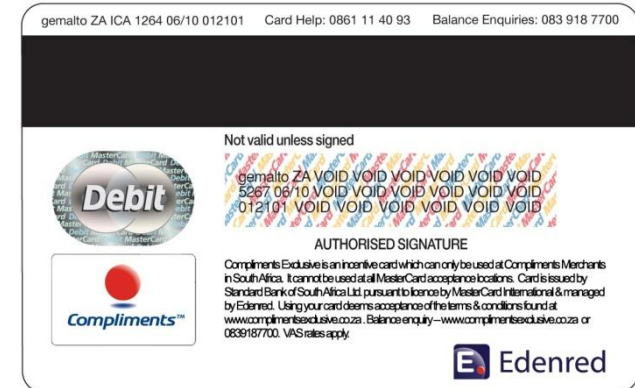 gemalto ZA ICA 1264 06/10 012101 Card Help: 0861 11 40 93 Balance Enquiries: 083 918 7700
Not valid unless signed
Debit
gemalto ZA VOID VOID VOID VOID VOID VOID
5267 06/10 VOID VOID VOID VOID VOID VOID
012101 VOID VOID VOID VOID VOID VOID
AUTHORISED SIGNATURE
Compliments Exclusive is an incentive card which can only be used at Compliments Merchants
in South Africa. It cannot be used at all MasterCard acceptance locations. Card is issued by
Standard Bank of South Africa Ltd. pursuant to licence by MasterCard International & managed
by Edenred. Using your card deems acceptance of the terms & conditions found at
www.complimentsexclusive.co.za. Balance enquiry – www.complimentsexclusive.co.za or
0839187700. VAS rates apply.
Compliments™
Edenred